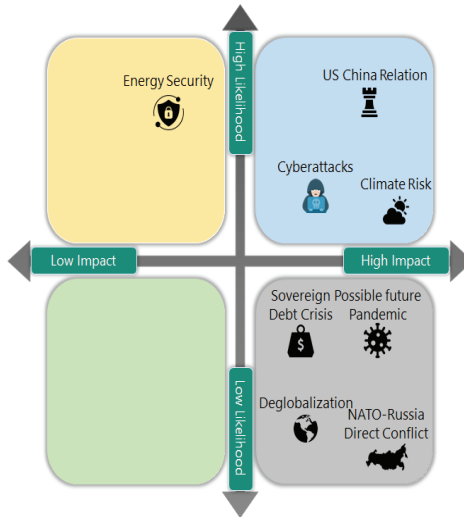 High Likelihood
Energy Security
US China Relation
Cyberattacks
Climate Risk
Low Impact
High Impact
Sovereign
Debt Crisis
$
Possible future
Pandemic
Deglobalization
NATO-Russia
Direct Conflict
Low Likelihood